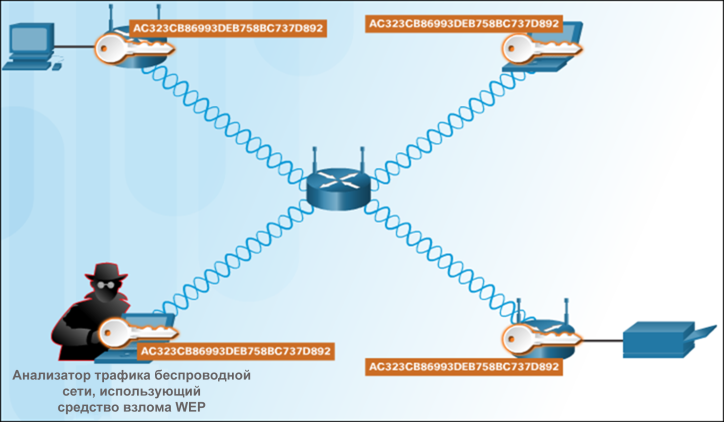 AC323CB86993DEB758BC737D892
AC323CB86993DEB758BC737D892
AC323CB86993DEB758BC737D892
AC323CB86993DEB758BC737D892
Анализатор трафика беспроводной
сети, использующий
средство взлома WEP